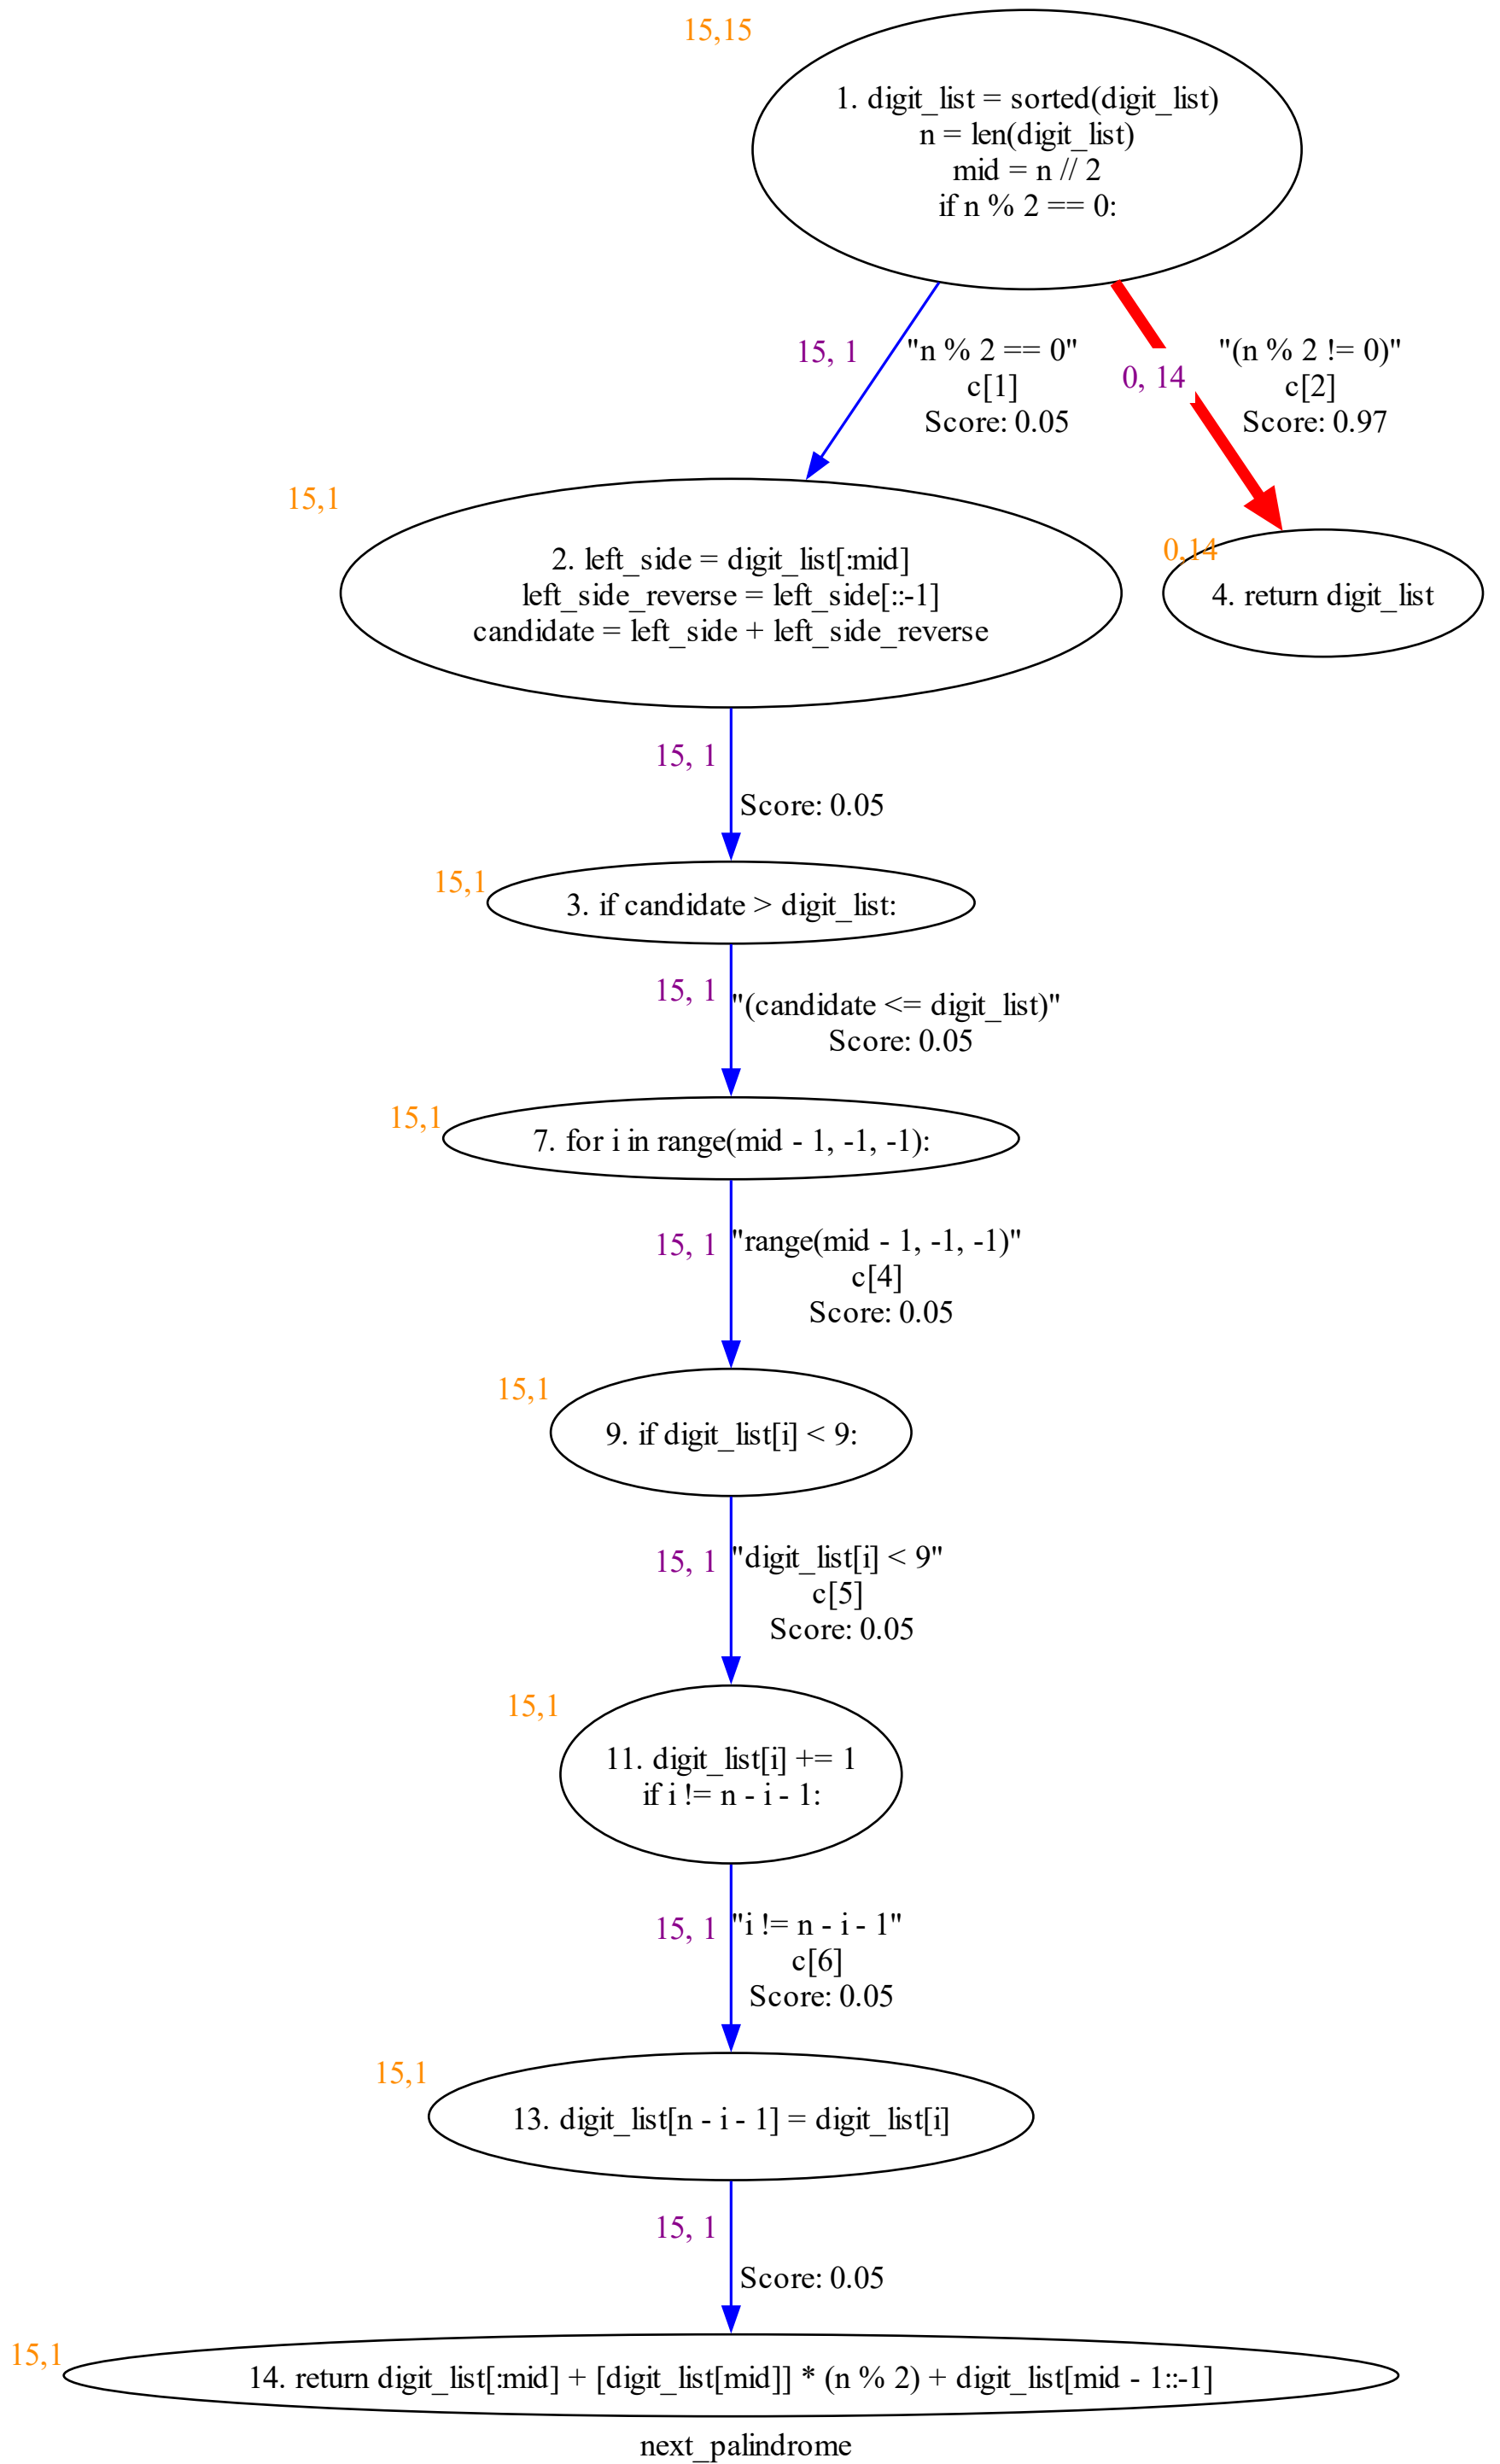 15,15
1. digit_list = sorted(digit_list)
n = len(digit_list)
mid = n // 2
if n % 2 == 0:
15, 1
"n % 2 == 0"
c[1]
Score: 0.05
0, 14
"(n % 2 != 0)"
c[2]
Score: 0.97
15,1
2. left_side = digit_list[:mid]
left_side_reverse = left_side[::-1]
candidate = left_side + left_side_reverse
0,14
4. return digit_list
15, 1
Score: 0.05
15,1
3. if candidate > digit_list:
15, 1
"(candidate <= digit_list)"
Score: 0.05
15,1
7. for i in range(mid - 1, -1, -1):
15, 1
"range(mid - 1, -1, -1)"
c[4]
Score: 0.05
15,1
9. if digit_list[i] < 9:
15, 1
"digit_list[i] < 9"
c[5]
Score: 0.05
15,1
11. digit_list[i] += 1
if i != n - i - 1:
15, 1
"i != n - i - 1"
c[6]
Score: 0.05
15,1
13. digit_list[n - i - 1] = digit_list[i]
15, 1
Score: 0.05
15,1
14. return digit_list[:mid] + [digit_list[mid]] * (n % 2) + digit_list[mid - 1::-1]
next_palindrome